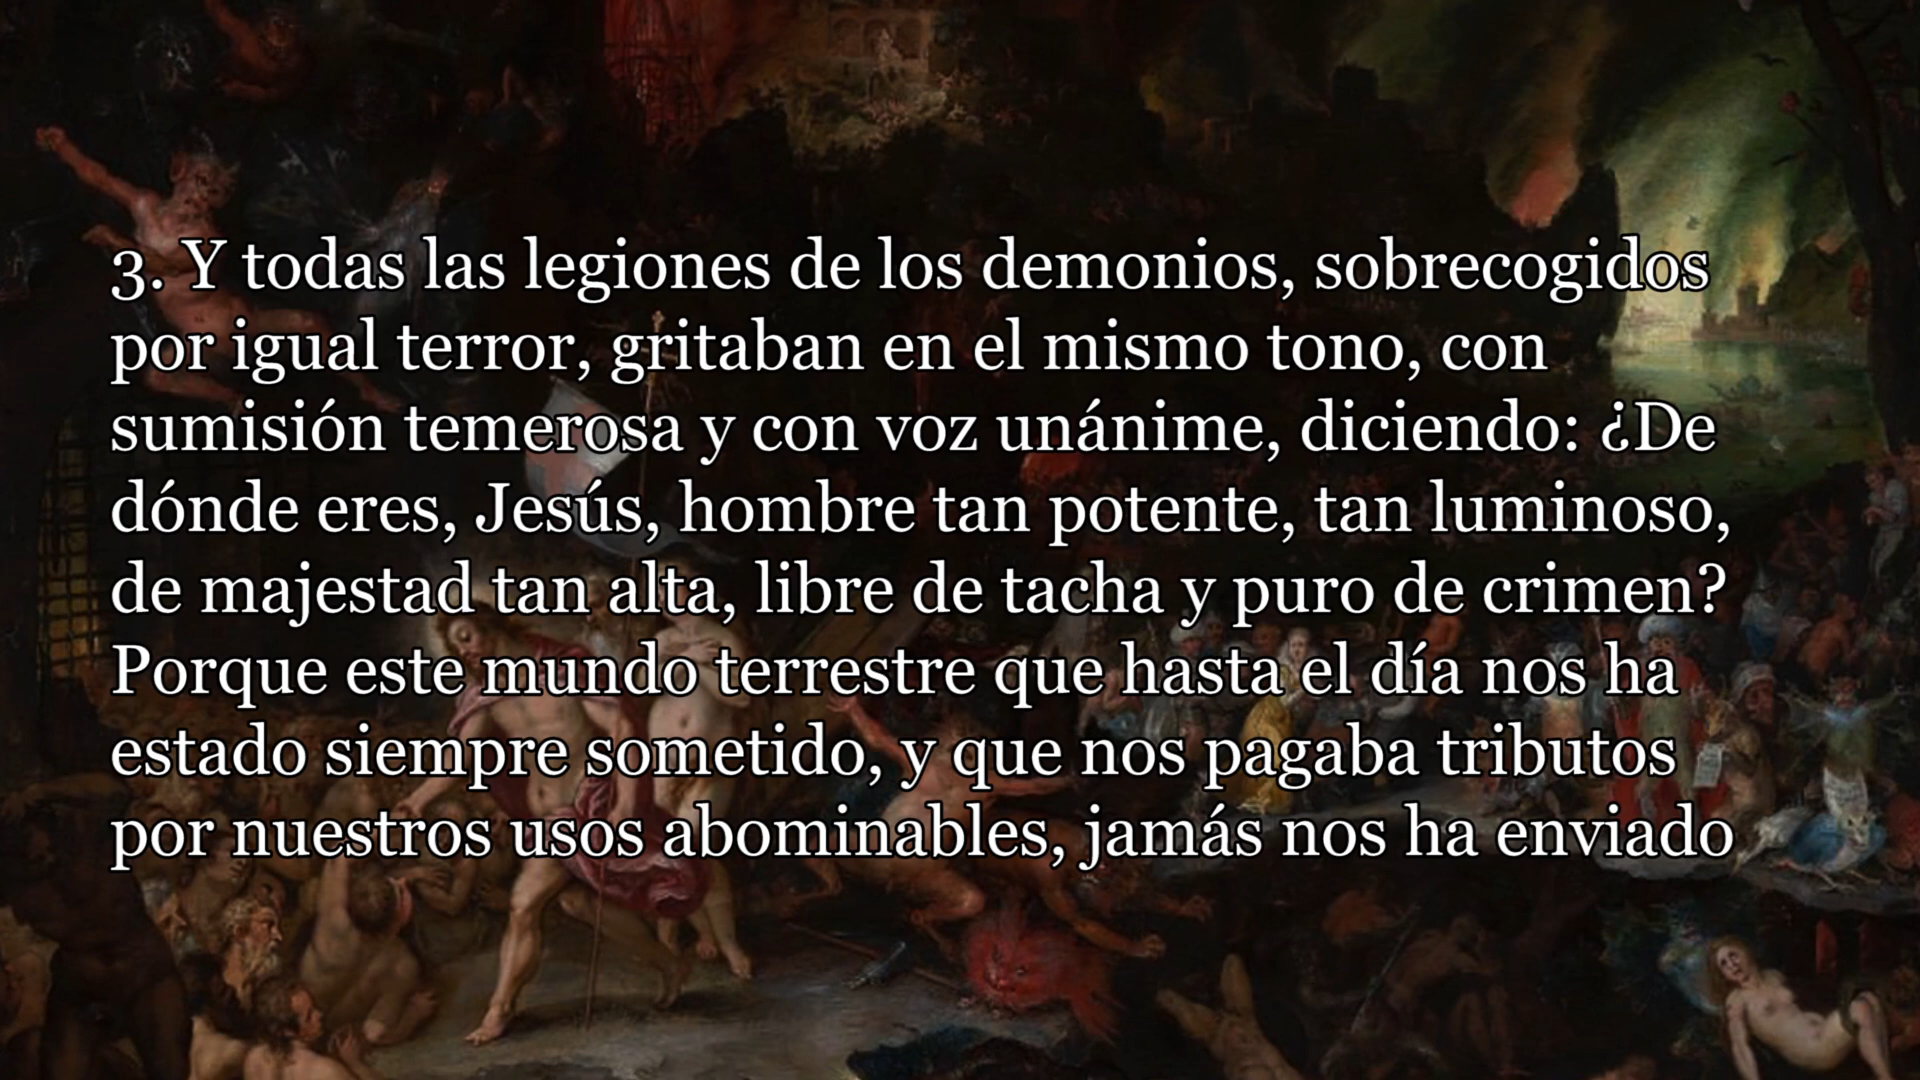 3. Y todas las legiones de los demonios, sobrecogidos
por igual terror, gritaban en el mismo tono, con
sumisión temerosa y con voz unánime, diciendo: ¿De
dónde eres, Jesús, hombre tan potente, tan luminoso,
de majestad tan alta, libre de tacha y puro de crimen?
Porque este mundo terrestre que hasta el día nos ha
estado siempre sometido, y que nos pagaba tributos
por nuestros usos abominables, jamás nos ha enviado